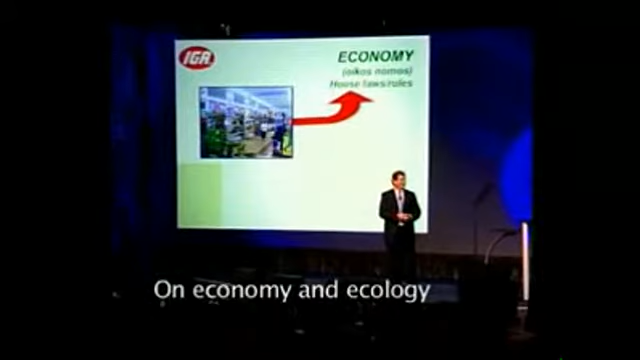 IGA
ECONOMY
(oikos nomos)
House laws/rules
On economy and ecology